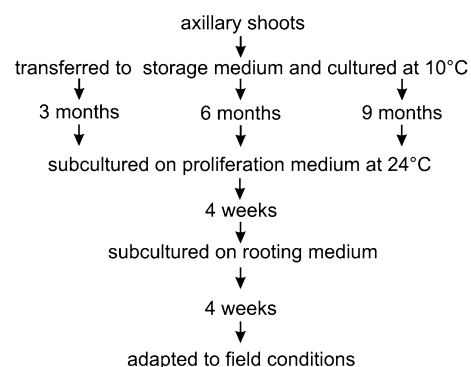 axillary shoots
transferred to storage medium and cultured at 10°C
3 months 6 months 9 months
subcultured on proliferation medium at 24°C
4 weeks
subcultured on rooting medium
4 weeks
adapted to field conditions